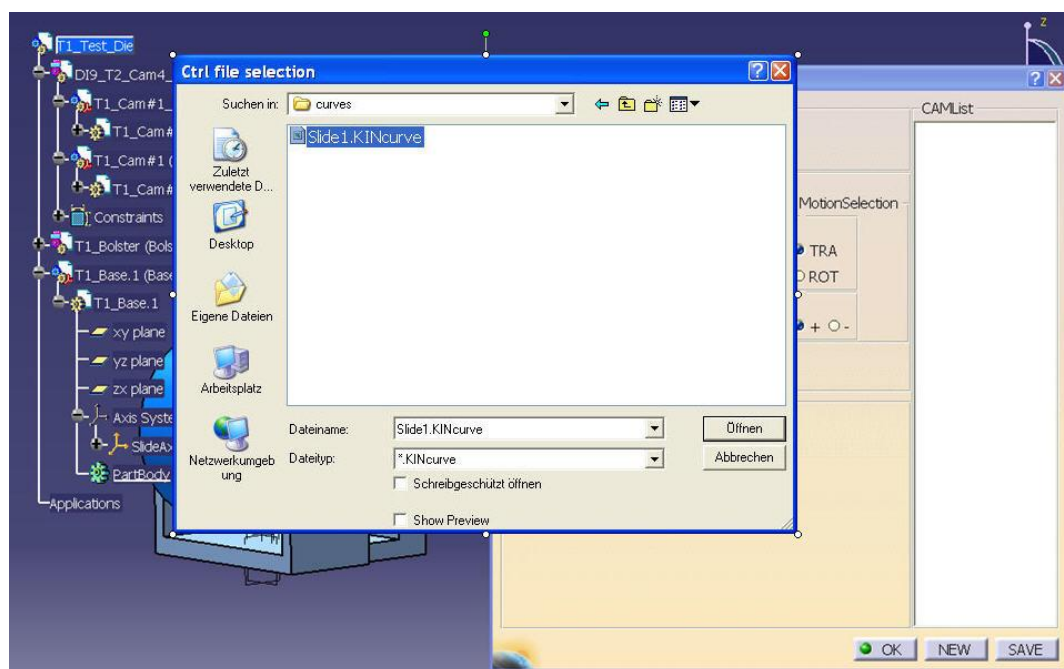 z
T1_Test_Die
DI9_T2_Cam4_
T1_Cam#1_
T1_Cam#
T1_Cam#1 (
T1_Cam#
Constraints
T1_Bolster (Bols
T1_Base.1 (Base
T1_Base.1
xy plane
yz plane
zx plane
Axis Syste
SlideAx
PartBody
Applications
Ctrl file selection
Suchen in:
curves
Slide1.KINcurve
Zuletzt
verwendete D...
Desktop
Eigene Dateien
Arbeitsplatz
Netzwerkumgeb
ung
Dateiname:
Slide1.KINcurve
Öffnen
Dateityp:
*.KINcurve
Abbrechen
Schreibgeschützt öffnen
Show Preview
CAMList
MotionSelection
TRA
ROT
+ -
OK
NEW
SAVE